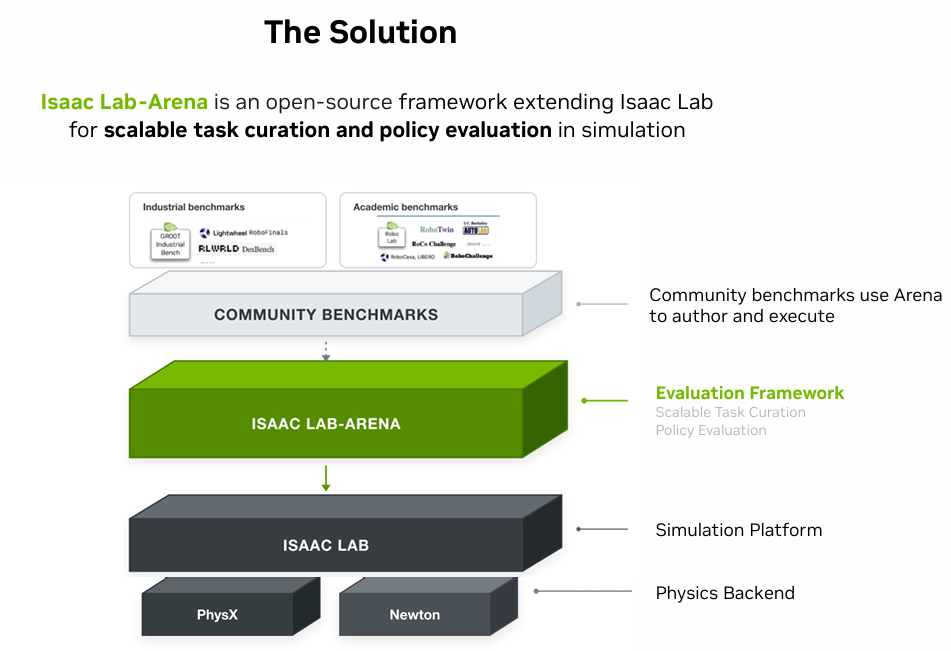 The Solution
Isaac Lab-Arena is an open-source framework extending Isaac Lab
for scalable task curation and policy evaluation in simulation
Industrial benchmarks
GR00T
Industrial
Bench
Lightwheel RoboFinals
RLWRLD DexBench
Academic benchmarks
Robo
Lab
RoboTwin
UC Berkeley
AUTOLAB
RoCo Challenge
more ...
RoboCasa, LIBERO
RoboChallenge
COMMUNITY BENCHMARKS
Community benchmarks use Arena
to author and execute
ISAAC LAB-ARENA
Evaluation Framework
Scalable Task Curation
Policy Evaluation
ISAAC LAB
Simulation Platform
PhysX
Newton
Physics Backend